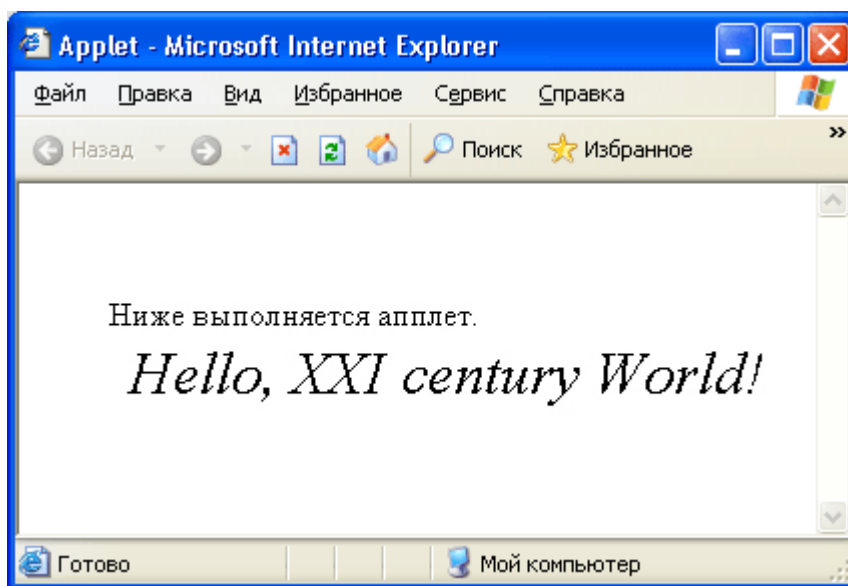 Applet - Microsoft Internet Explorer
Файл Правка Вид Избранное Сервис Справка
Назад Поиск Избранное »
Ниже выполняется апплет.
Hello, XXI century World!
Готово Мой компьютер